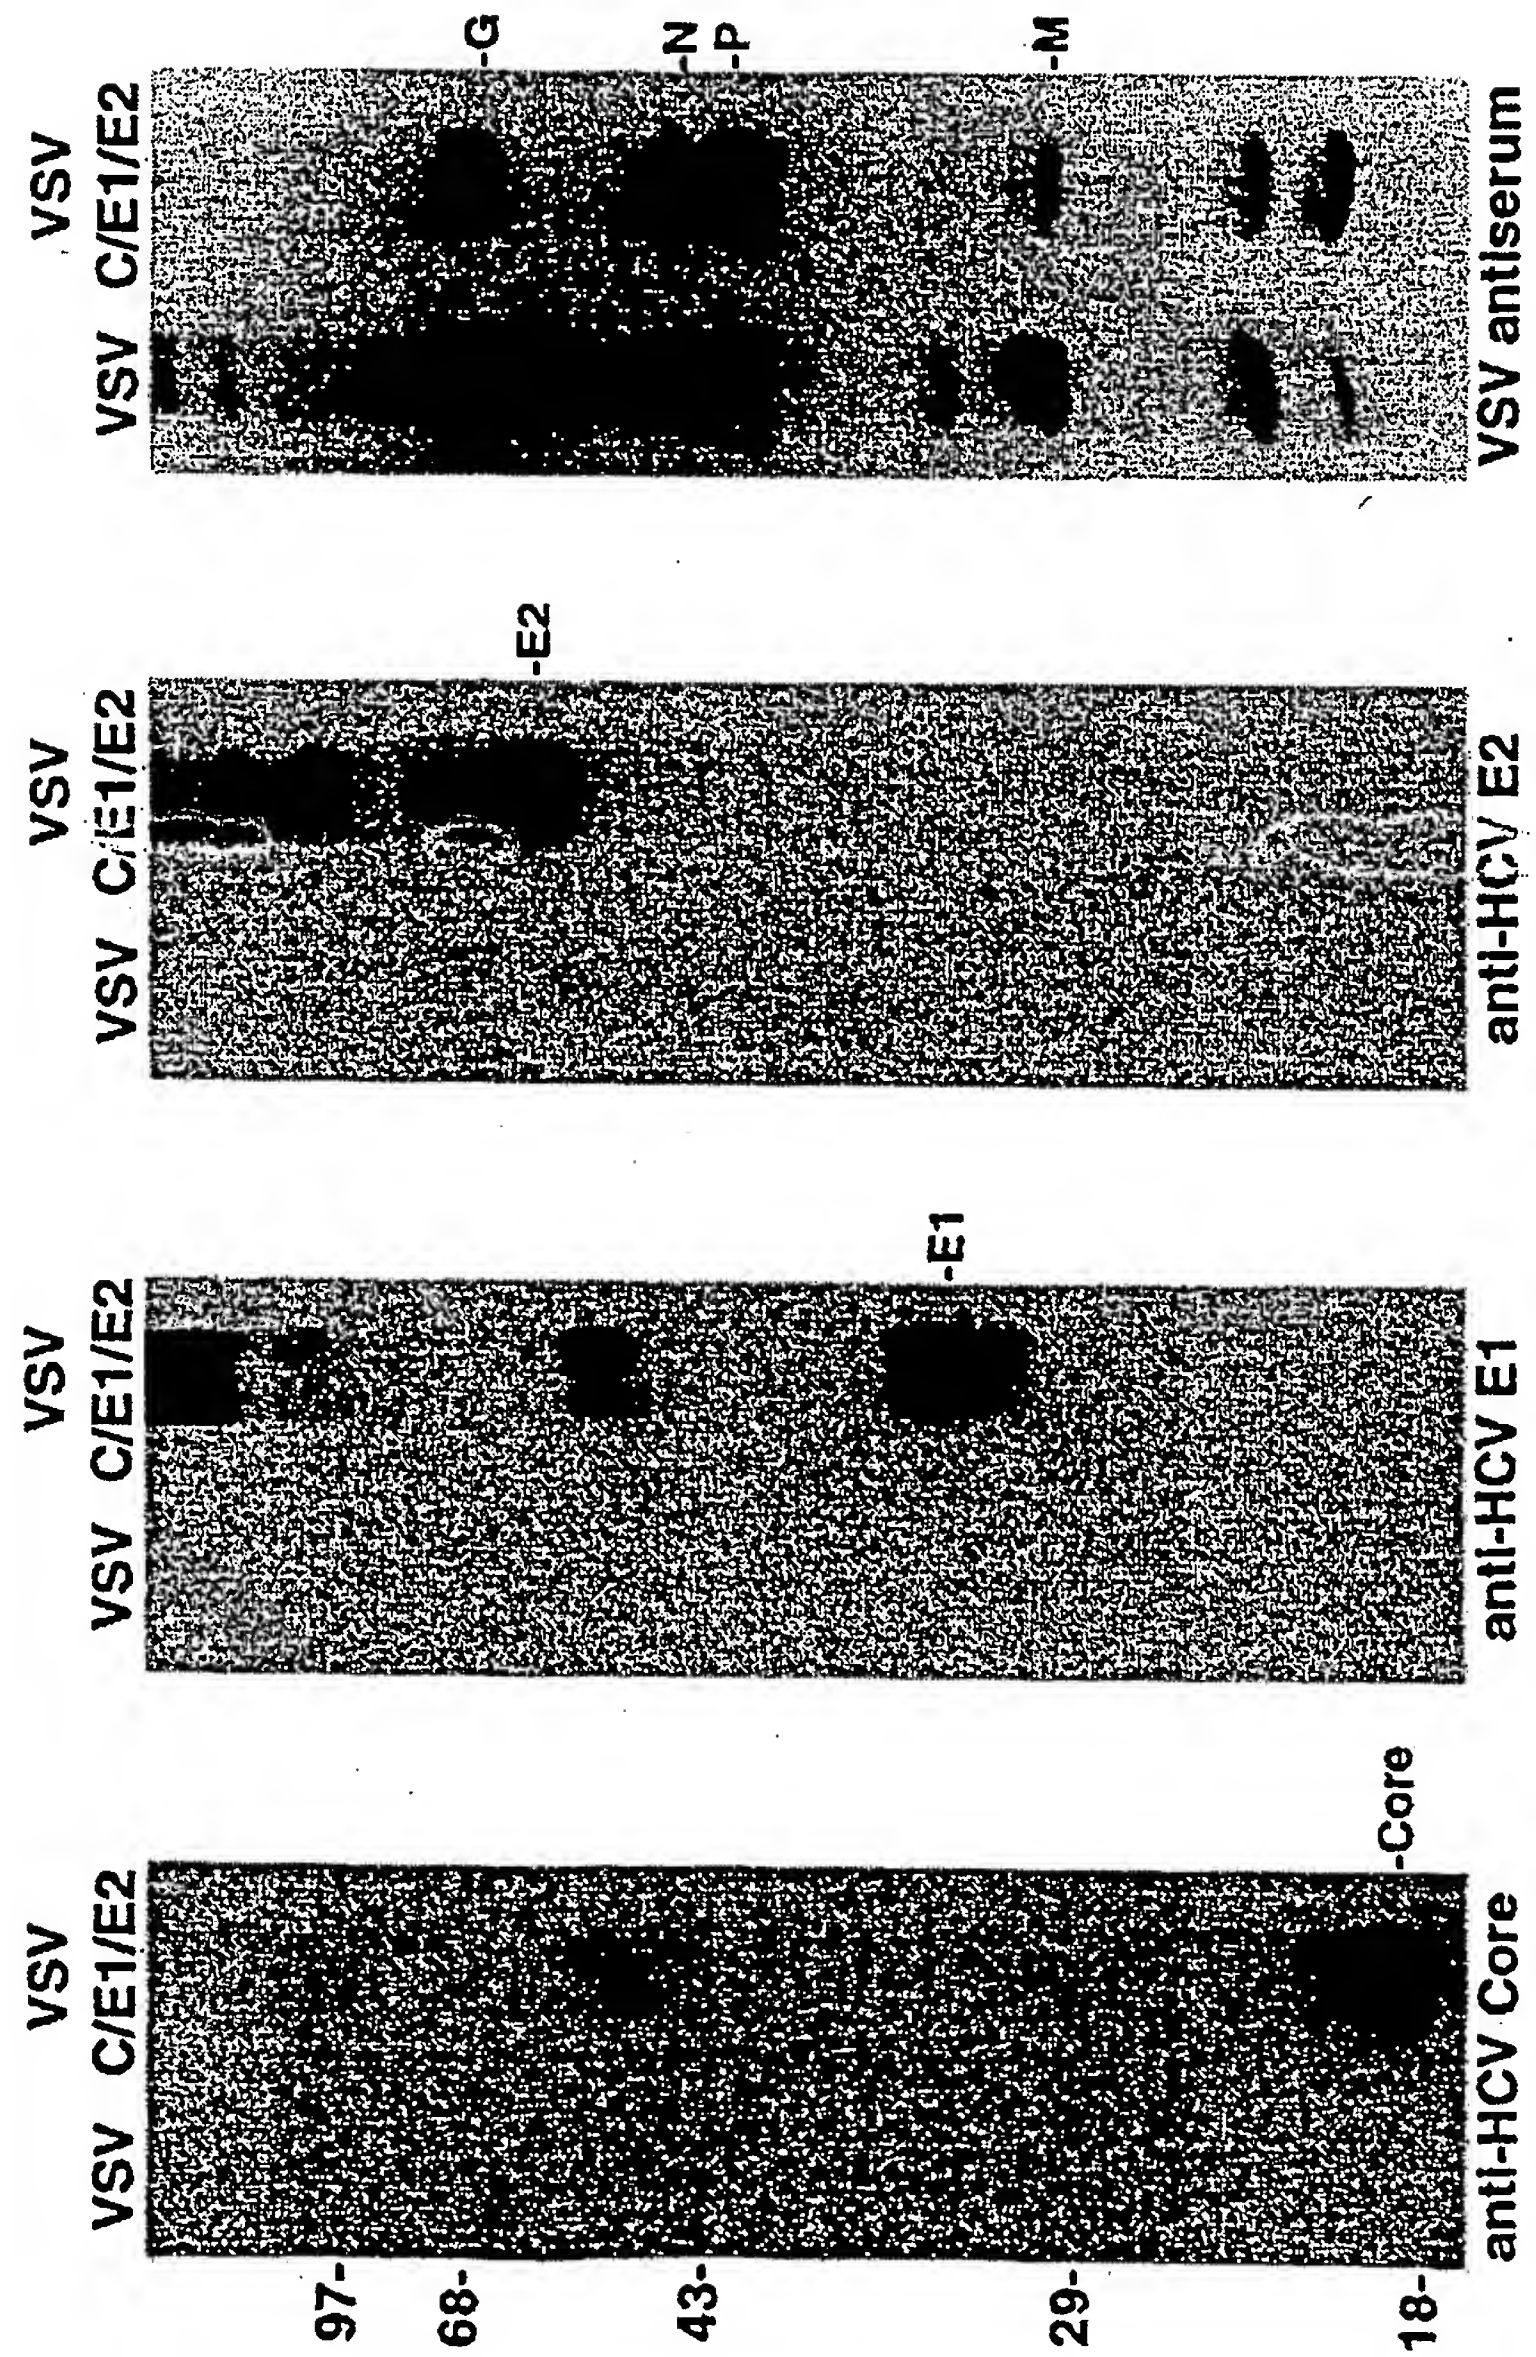 VSV
VSV C/E1/E2
97-
68-
43-
29-
18-
-Core
anti-HCV Core
VSV
VSV C/E1/E2
-E1
anti-HCV E1
VSV
VSV C/E1/E2
-E2
anti-HCV E2
VSV
VSV C/E1/E2
-G
-N
-P
-M
VSV antiserum